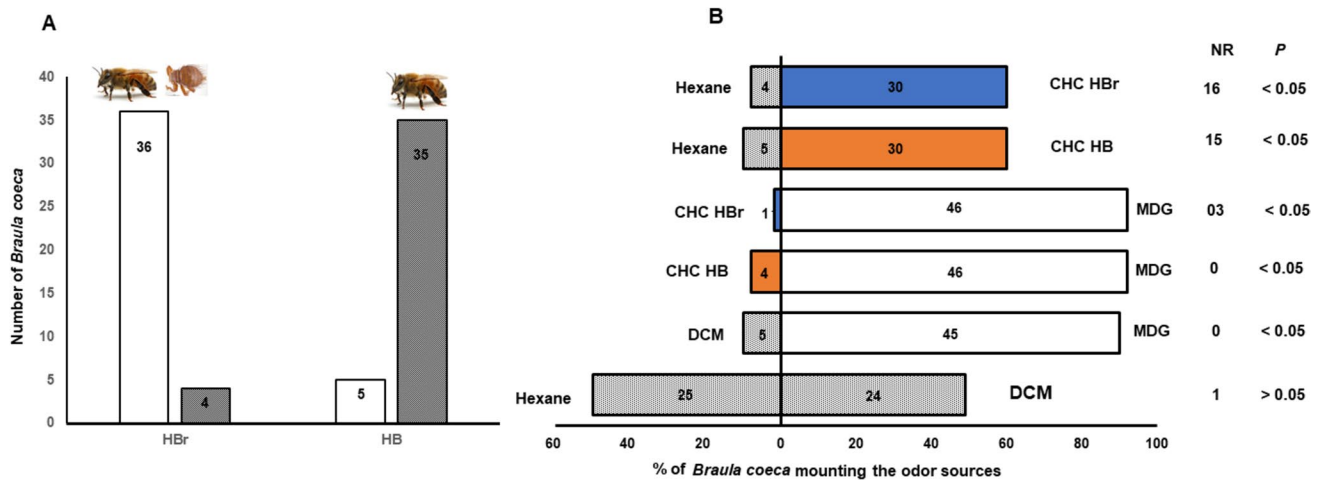 A
Number of Braula coeca
40
35
30
25
20
15
10
5
0
36
4
5
35
HBr
HB
B
NR P
Hexane 4 30 CHC HBr 16 < 0.05
Hexane 5 30 CHC HB 15 < 0.05
CHC HBr 1 46 MDG 03 < 0.05
CHC HB 4 46 MDG 0 < 0.05
DCM 5 45 MDG 0 < 0.05
Hexane 25 24 DCM 1 > 0.05
60 40 20 0 20 40 60 80 100
% of Braula coeca mounting the odor sources